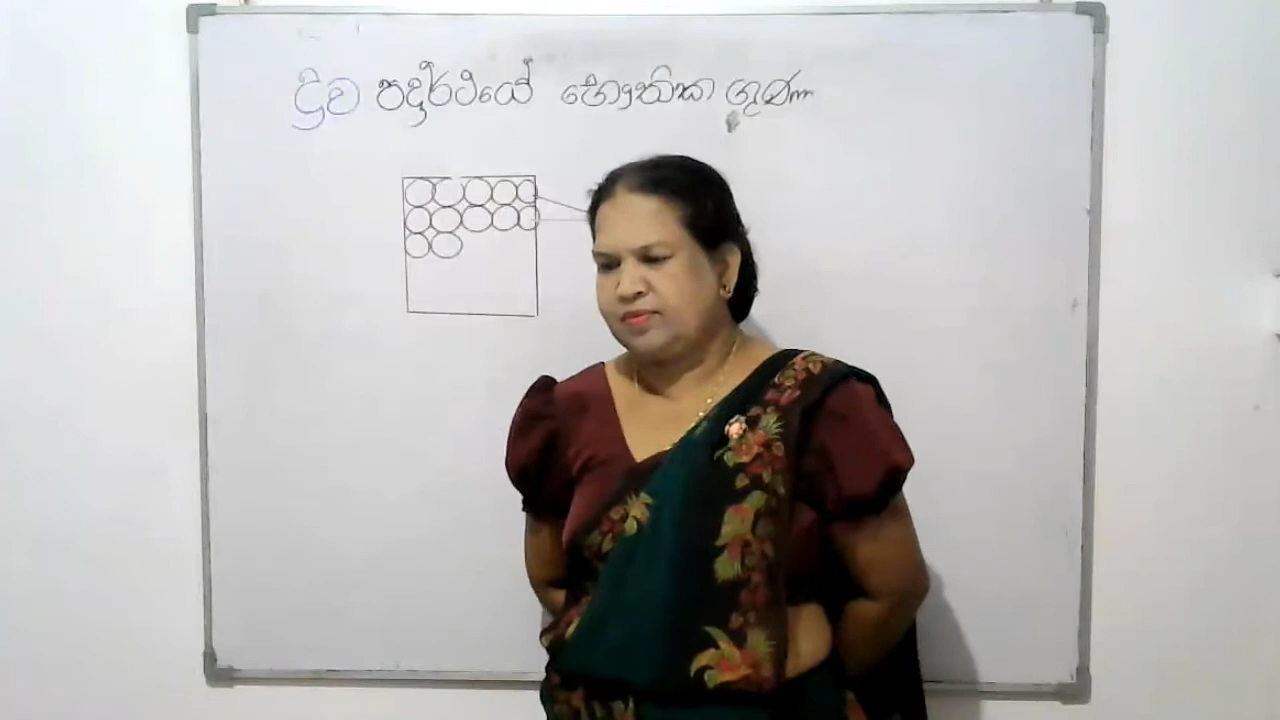 ද්‍රව පදාර්ථයේ භෞතික ගුණ